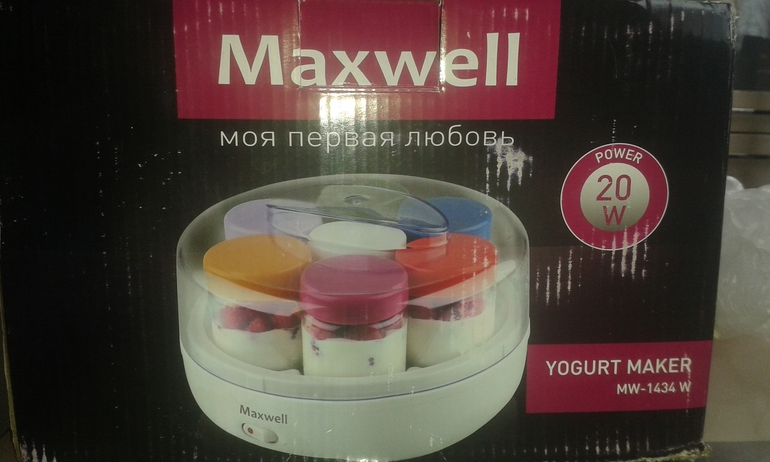 Maxwell
моя первая любовь
POWER
20
W
Maxwell
YOGURT MAKER
MW-1434 W